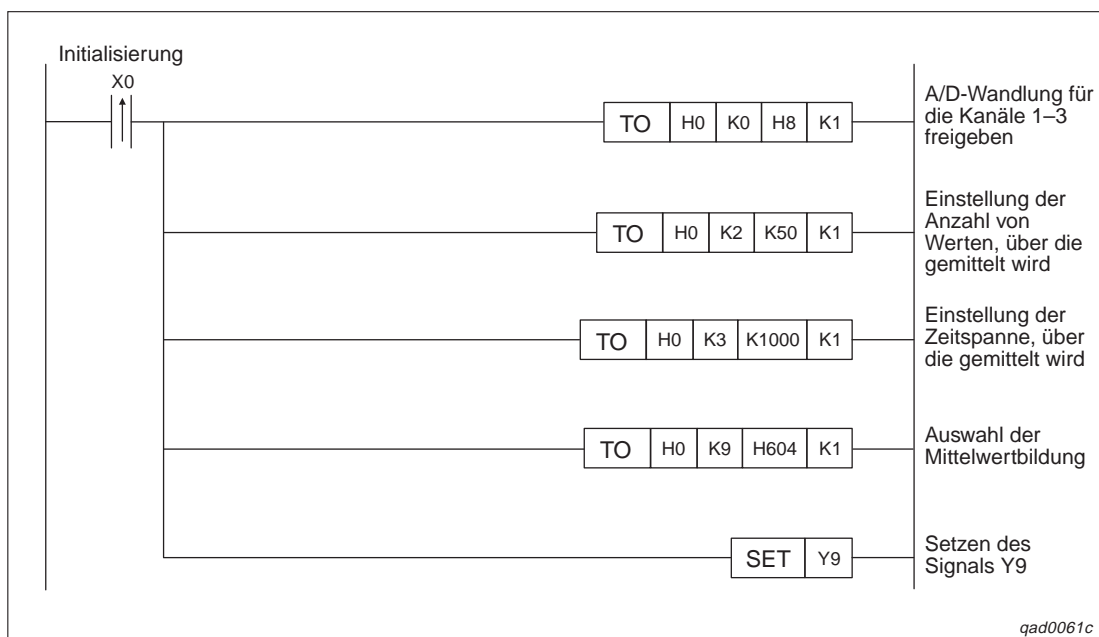 Initialisierung
X0
TO H0 K0 H8 K1
A/D-Wandlung für
die Kanäle 1–3
freigeben
TO H0 K2 K50 K1
Einstellung der
Anzahl von
Werten, über die
gemittelt wird
TO H0 K3 K1000 K1
Einstellung der
Zeitspanne, über
die gemittelt wird
TO H0 K9 H604 K1
Auswahl der
Mittelwertbildung
SET Y9
Setzen des
Signals Y9
qad0061c